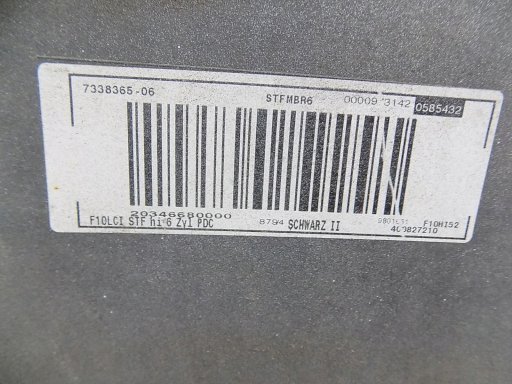 7338365-06 STFMBR6 00009 3142 0585432
20346680000
F10LCI STF hi 6 Zyl PDC 8794 SCHWARZ II F10HI52
400827210